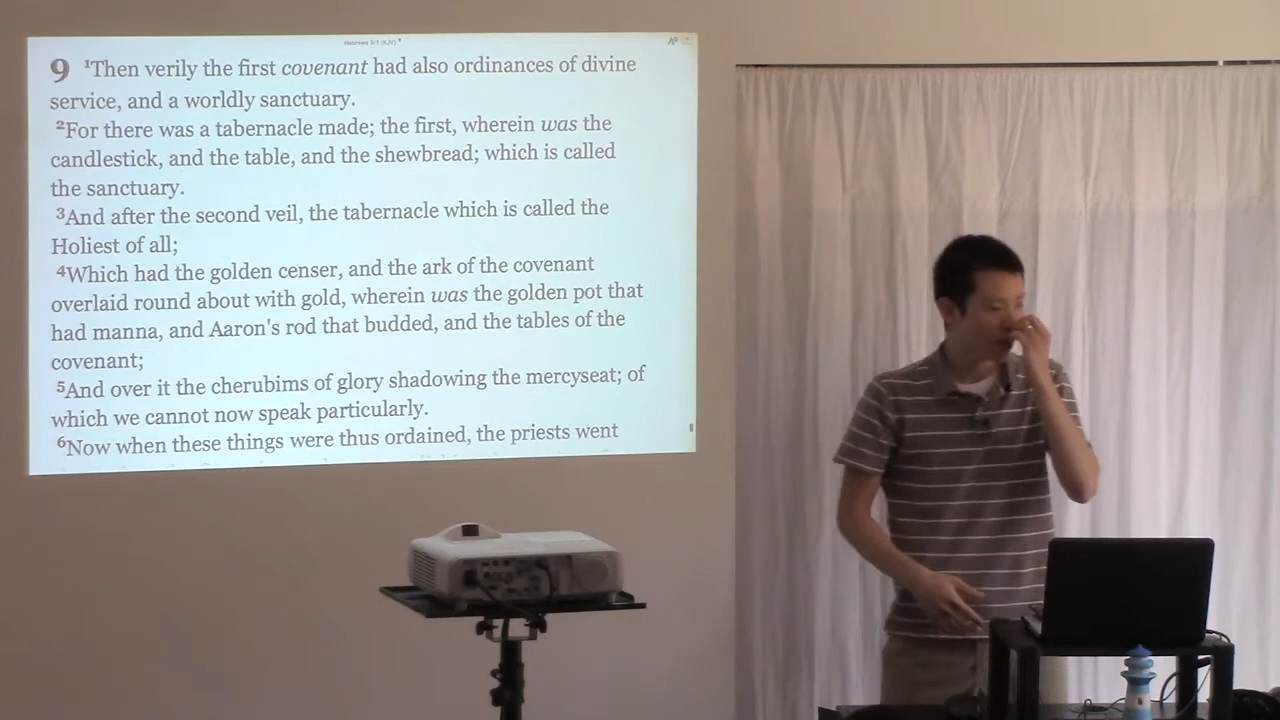 Hebrews 9:1 (KJV)
9 ¹Then verily the first covenant had also ordinances of divine
service, and a worldly sanctuary.
²For there was a tabernacle made; the first, wherein was the
candlestick, and the table, and the shewbread; which is called
the sanctuary.
³And after the second veil, the tabernacle which is called the
Holiest of all;
⁴Which had the golden censer, and the ark of the covenant
overlaid round about with gold, wherein was the golden pot that
had manna, and Aaron's rod that budded, and the tables of the
covenant;
⁵And over it the cherubims of glory shadowing the mercyseat; of
which we cannot now speak particularly.
⁶Now when these things were thus ordained, the priests went